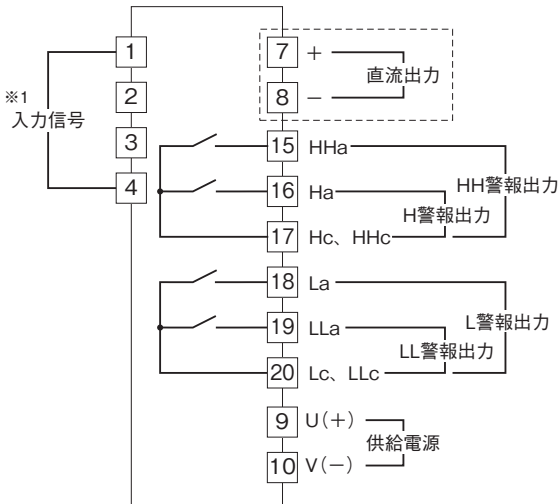 ※1
入力信号
1
2
3
4
7 +
8 −
直流出力
15 HHa
16 Ha
17 Hc、HHc
HH警報出力
H警報出力
18 La
19 LLa
20 Lc、LLc
L警報出力
LL警報出力
9 U(+)
10 V(−)
供給電源